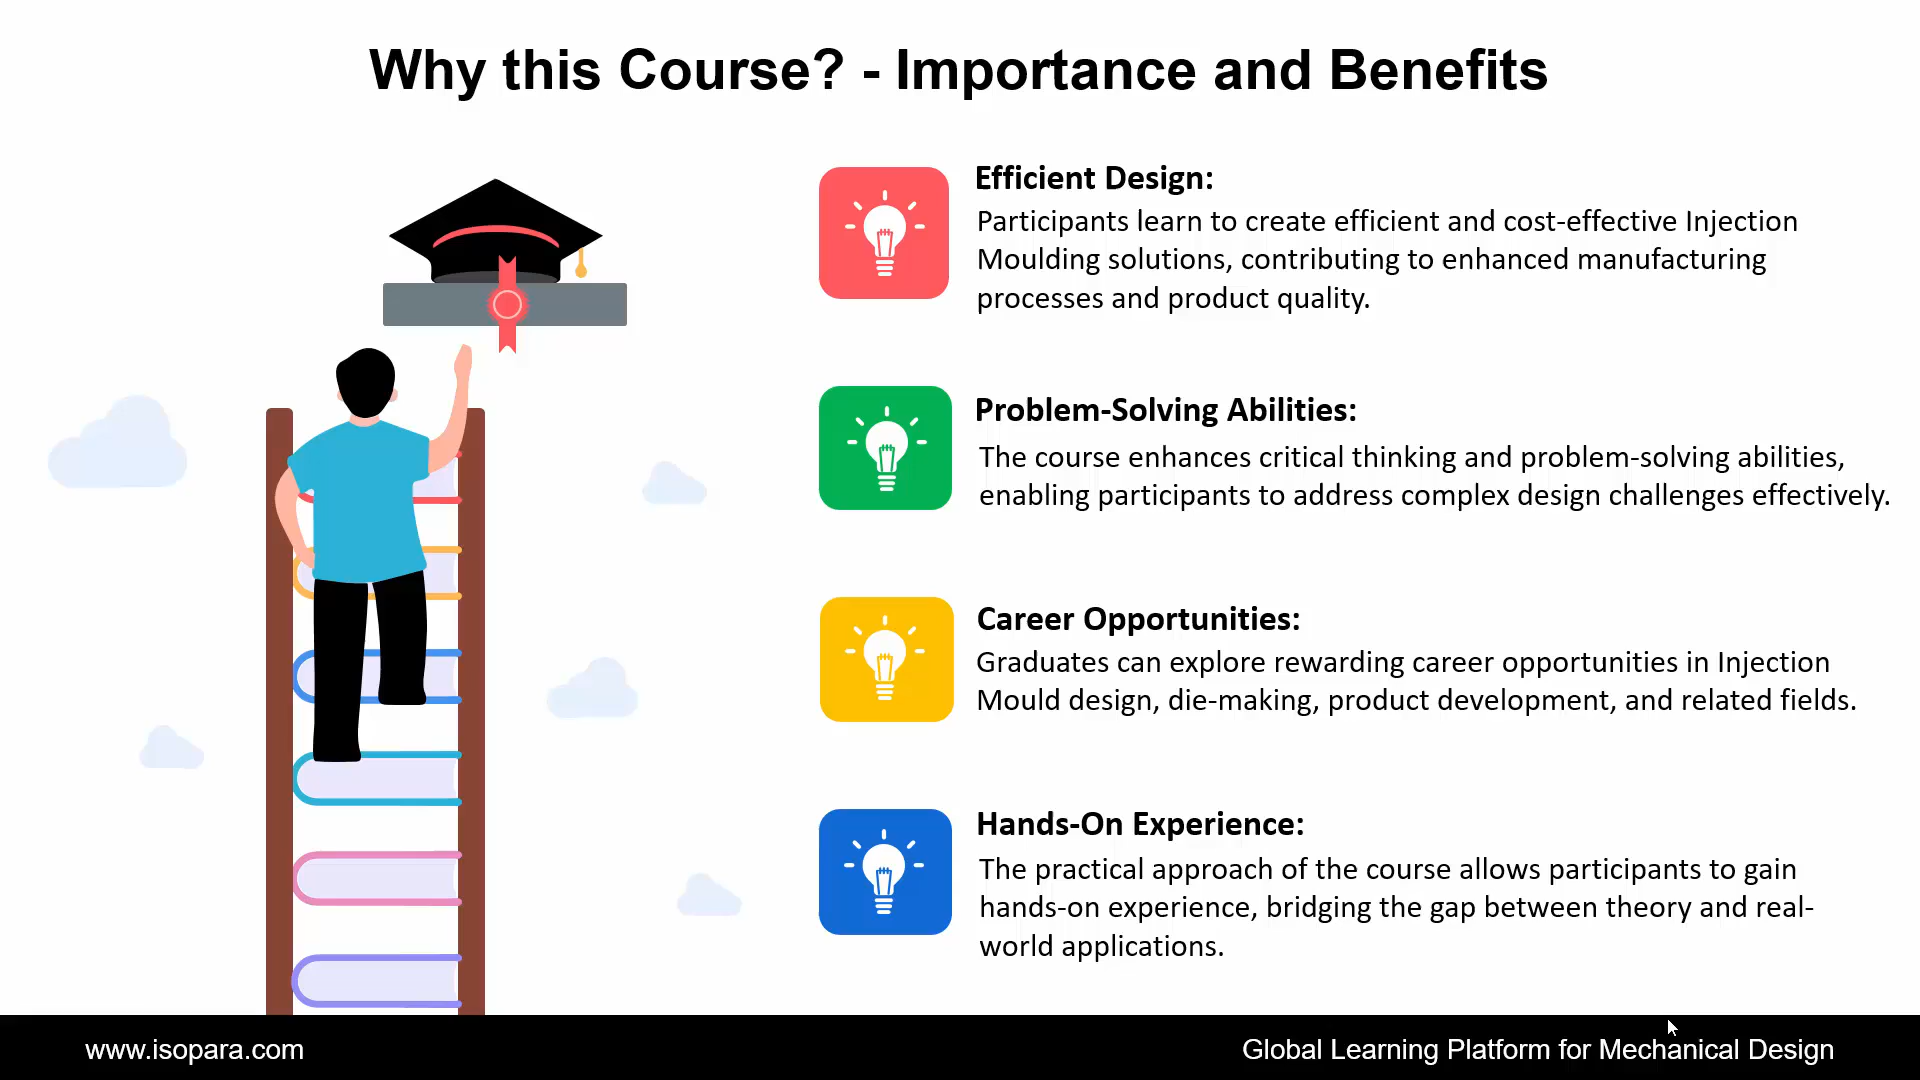 Why this Course? - Importance and Benefits
Efficient Design:
Participants learn to create efficient and cost-effective Injection
Moulding solutions, contributing to enhanced manufacturing
processes and product quality.
Problem-Solving Abilities:
The course enhances critical thinking and problem-solving abilities,
enabling participants to address complex design challenges effectively.
Career Opportunities:
Graduates can explore rewarding career opportunities in Injection
Mould design, die-making, product development, and related fields.
Hands-On Experience:
The practical approach of the course allows participants to gain
hands-on experience, bridging the gap between theory and real-
world applications.
www.isopara.com
Global Learning Platform for Mechanical Design